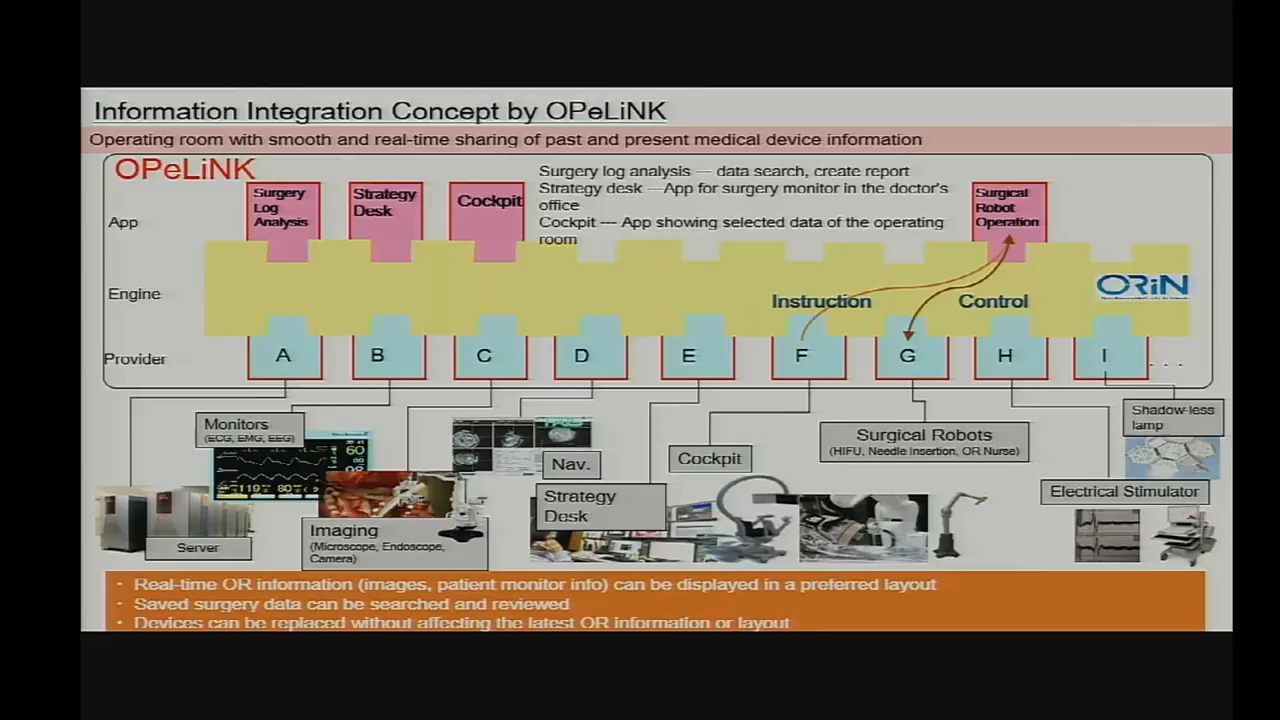 Information Integration Concept by OPeLiNK
Operating room with smooth and real-time sharing of past and present medical device information
OPeLiNK
App
Surgery
Log
Analysis
Strategy
Desk
Cockpit
Surgery log analysis — data search, create report
Strategy desk — App for surgery monitor in the doctor's
office
Cockpit --- App showing selected data of the operating
room
Surgical
Robot
Operation
Engine
Instruction
Control
ORiN
Provider
A
B
C
D
E
F
G
H
I
. . .
Monitors
(ECG, EMG, EEG)
60
119
80
Server
Imaging
(Microscope, Endoscope,
Camera)
Nav.
Strategy
Desk
Cockpit
Surgical Robots
(HIFU, Needle Insertion, OR Nurse)
Shadow-less
lamp
Electrical Stimulator
· Real-time OR information (images, patient monitor info) can be displayed in a preferred layout
· Saved surgery data can be searched and reviewed
· Devices can be replaced without affecting the latest OR information or layout